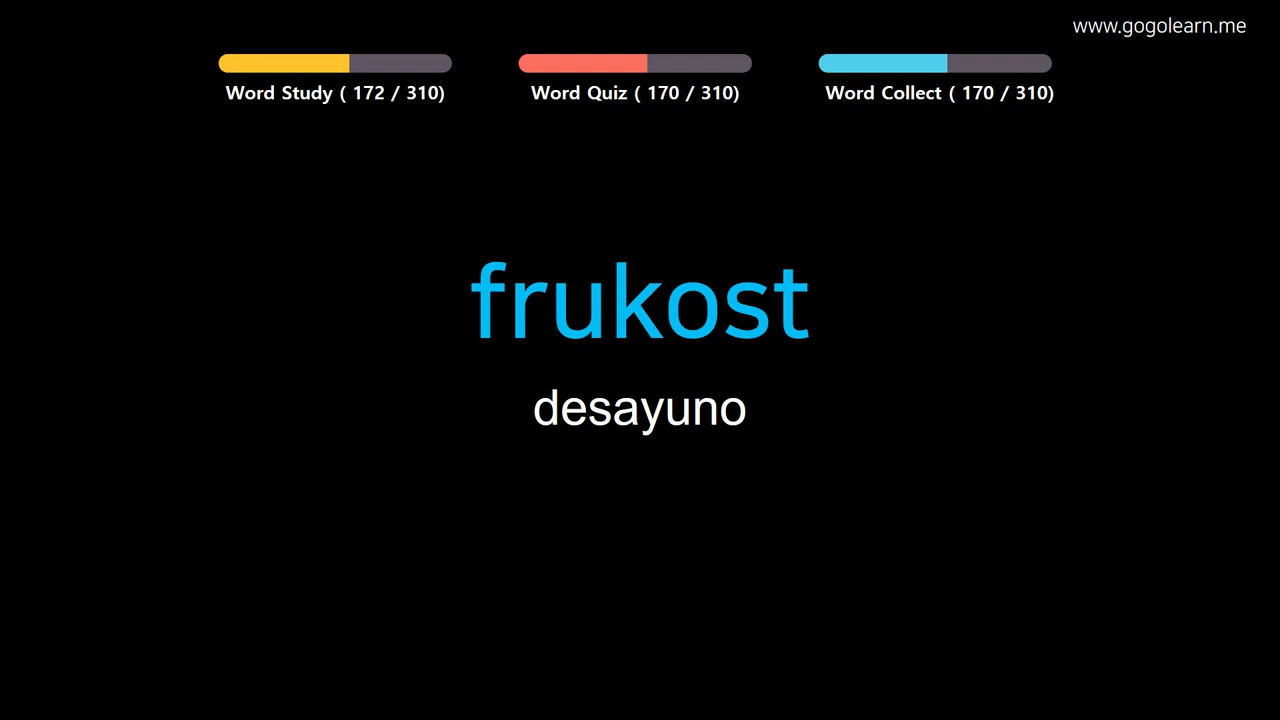 www.gogolearn.me
Word Study ( 172 / 310)
Word Quiz ( 170 / 310)
Word Collect ( 170 / 310)
frukost
desayuno